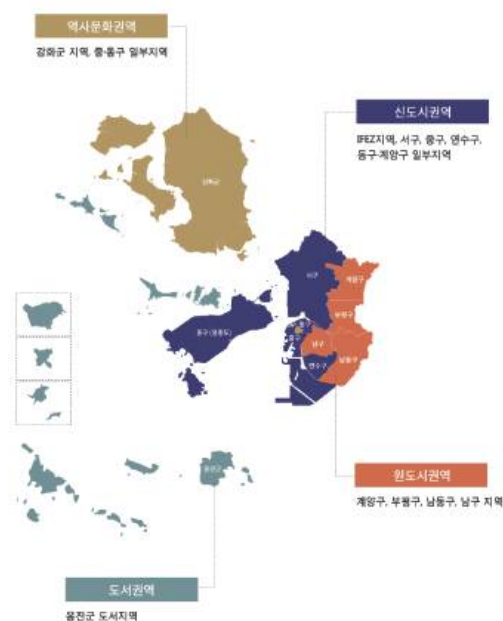 역사문화권역
강화군 지역, 중·동구 일부지역
신도시권역
IFEZ지역, 서구, 중구, 연수구,
동구·계양구 일부지역
강화군
서구
계양구
부평구
중구 (영종도)
동구
중구
남구
남동구
연수구
옹진군
원도시권역
계양구, 부평구, 남동구, 남구 지역
도서권역
옹진군 도서지역